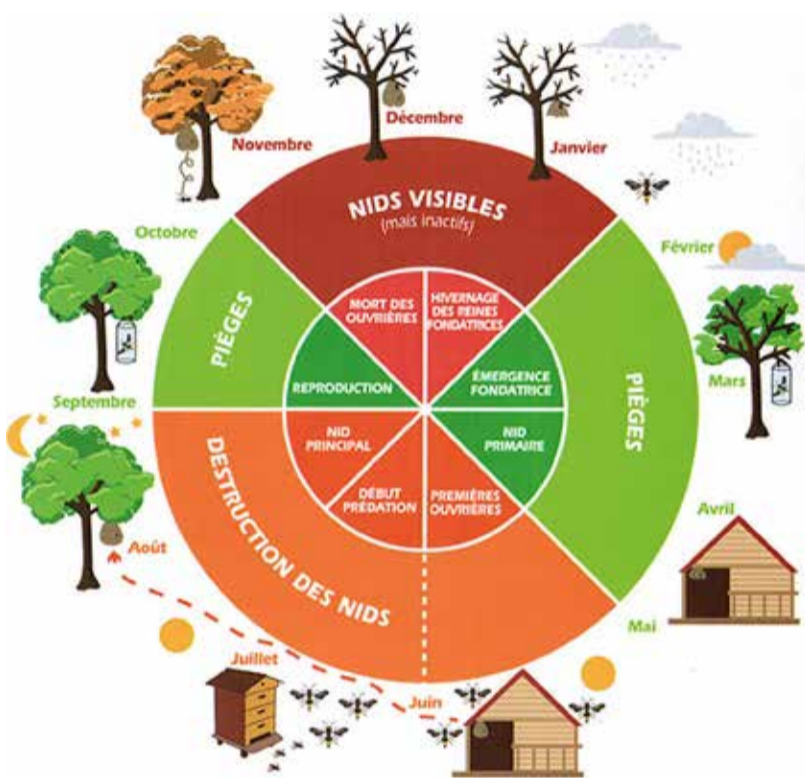 Décembre
Novembre
Janvier
NIDS VISIBLES
(mais inactifs)
Octobre
Février
PIÈGES
MORT DES
OUVRIÈRES
HIVERNAGE
DES REINES
FONDATRICES
PIÈGES
Mars
REPRODUCTION
ÉMERGENCE
FONDATRICE
Septembre
NID
PRINCIPAL
NID
PRIMAIRE
DÉBUT
PRÉDATION
PREMIÈRES
OUVRIÈRES
DESTRUCTION DES NIDS
Août
Avril
Mai
Juillet
Juin